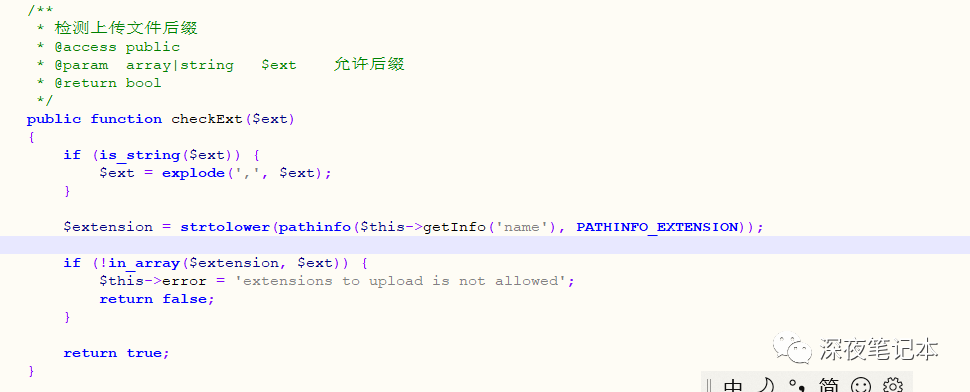 /**
 * 检测上传文件后缀
 * @access public
 * @param  array|string   $ext     允许后缀
 * @return bool
 */
public function checkExt($ext)
{
    if (is_string($ext)) {
        $ext = explode(',', $ext);
    }

    $extension = strtolower(pathinfo($this->getInfo('name'), PATHINFO_EXTENSION));

    if (!in_array($extension, $ext)) {
        $this->error = 'extensions to upload is not allowed';
        return false;
    }

    return true;
}
深夜笔记本
中 简